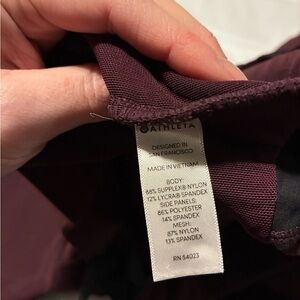 ATHLETA
DESIGNED IN
SAN FRANCISCO
MADE IN VIETNAM
BODY:
88% SUPPLEX® NYLON
12% LYCRA® SPANDEX
SIDE PANELS:
86% POLYESTER
14% SPANDEX
MESH:
87% NYLON
13% SPANDEX
RN 54023